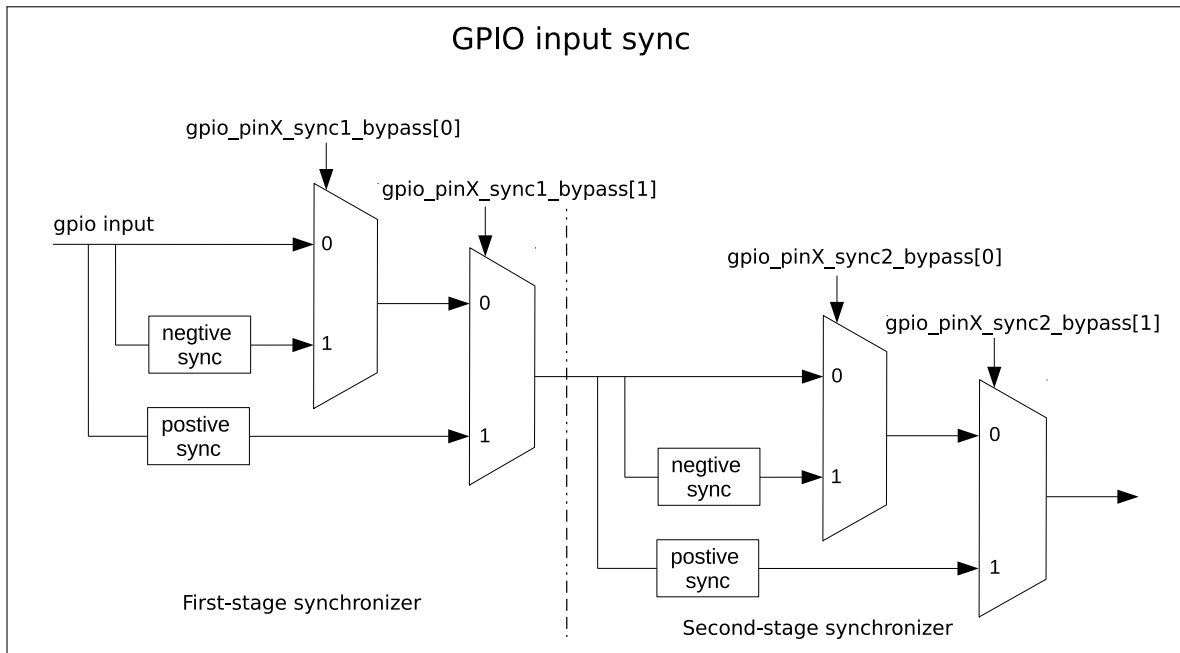 GPIO input sync
gpio_pinX_sync1_bypass[0]
gpio_pinX_sync1_bypass[1]
gpio input
0
0
negtive
sync
1
postive
sync
1
First-stage synchronizer
gpio_pinX_sync2_bypass[0]
gpio_pinX_sync2_bypass[1]
0
0
negtive
sync
1
postive
sync
1
Second-stage synchronizer